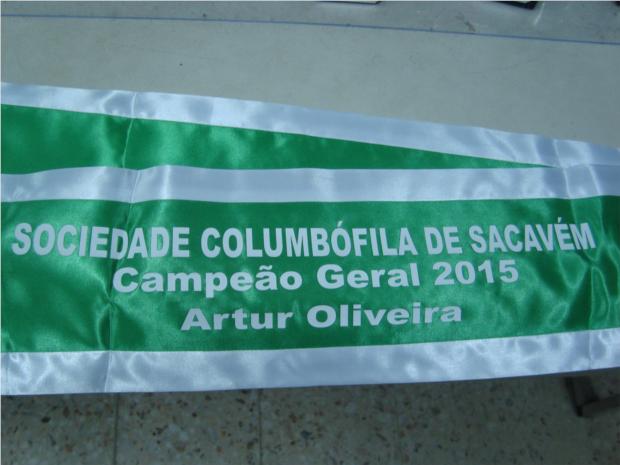 SOCIEDADE COLUMBÓFILA DE SACAVÉM
Campeão Geral 2015
Artur Oliveira